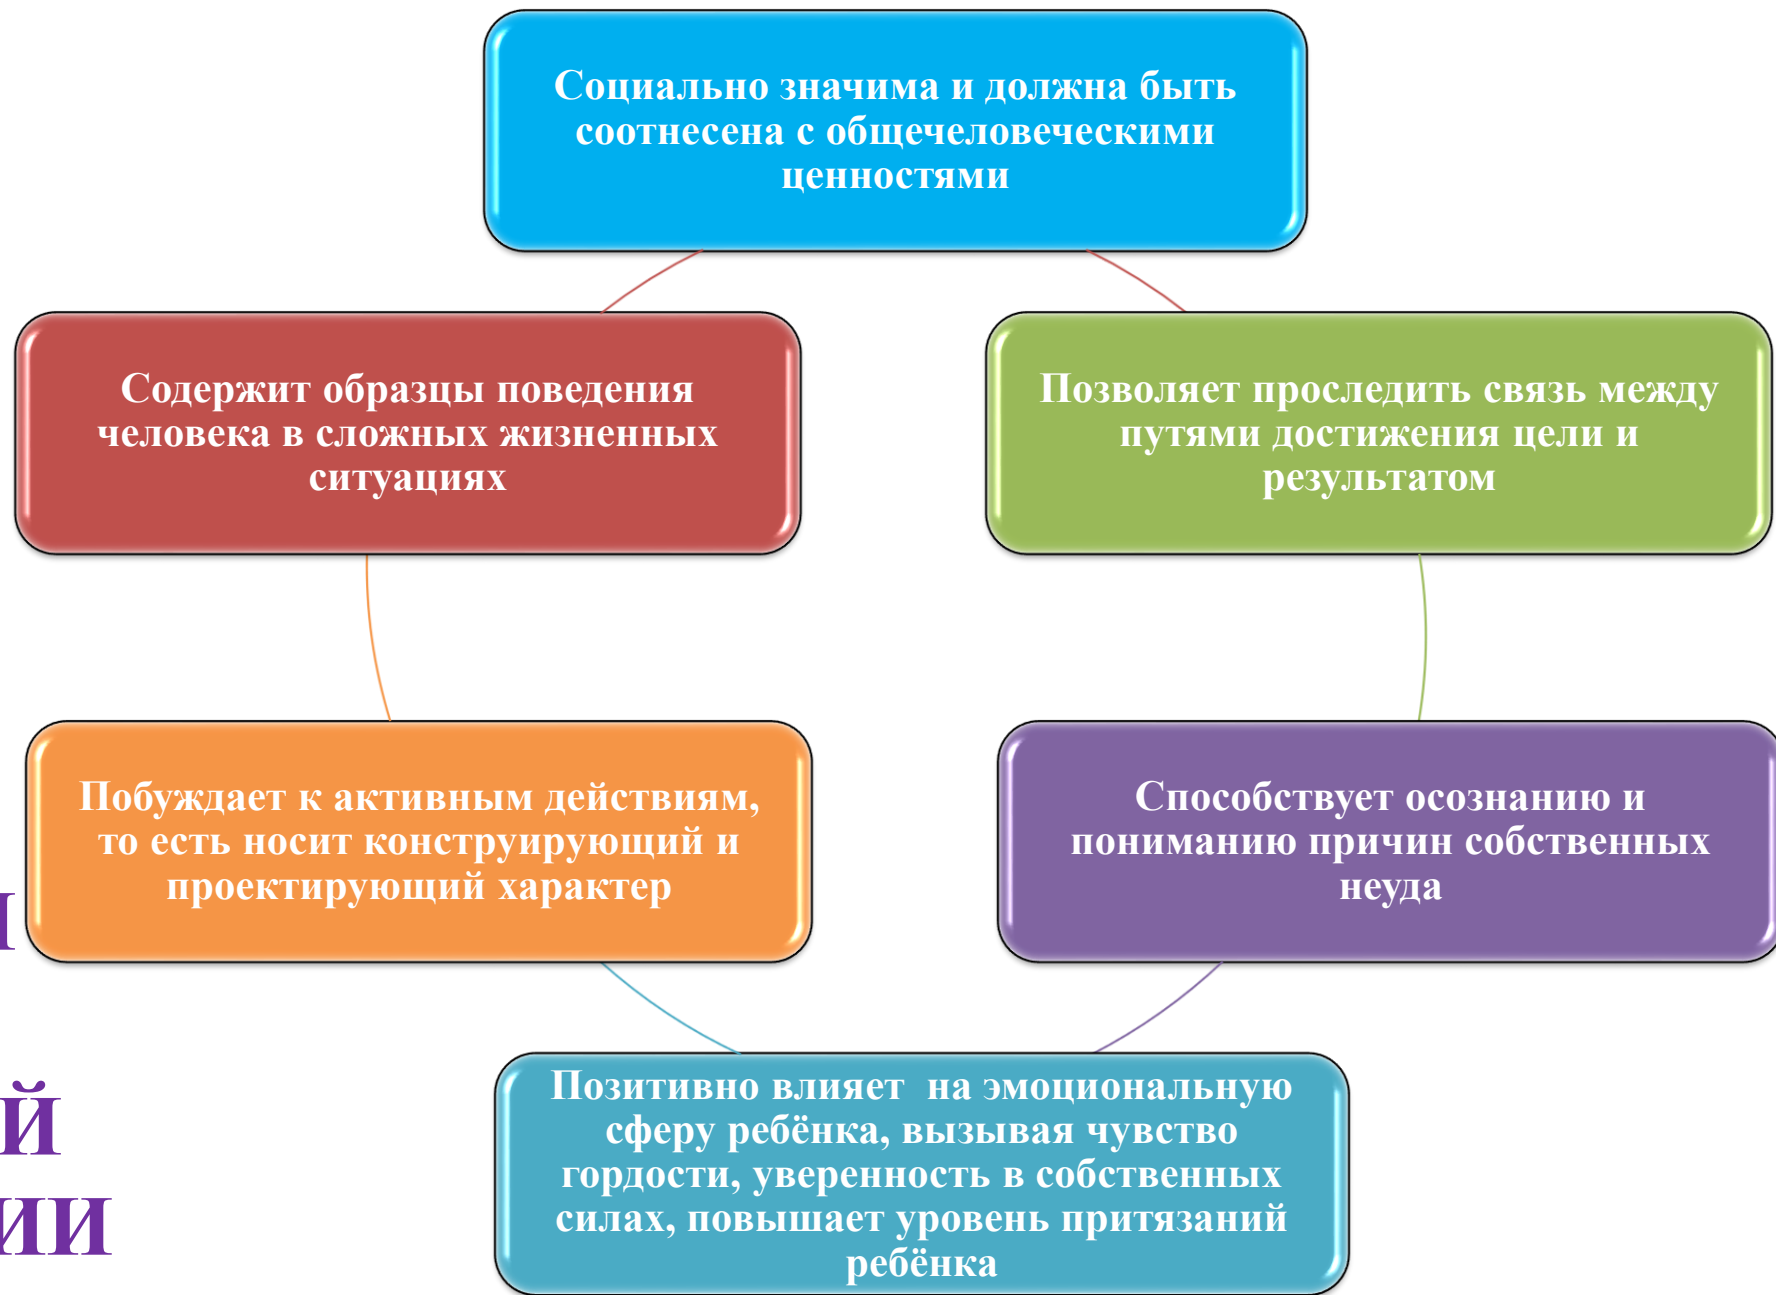 Социально значима и должна быть
соотнесена с общечеловеческими
ценностями
Содержит образцы поведения
человека в сложных жизненных
ситуациях
Позволяет проследить связь между
путями достижения цели и
результатом
Побуждает к активным действиям,
то есть носит конструирующий и
проектирующий характер
Способствует осознанию и
пониманию причин собственных
неуда
Позитивно влияет на эмоциональную
сферу ребёнка, вызывая чувство
гордости, уверенность в собственных
силах, повышает уровень притязаний
ребёнка